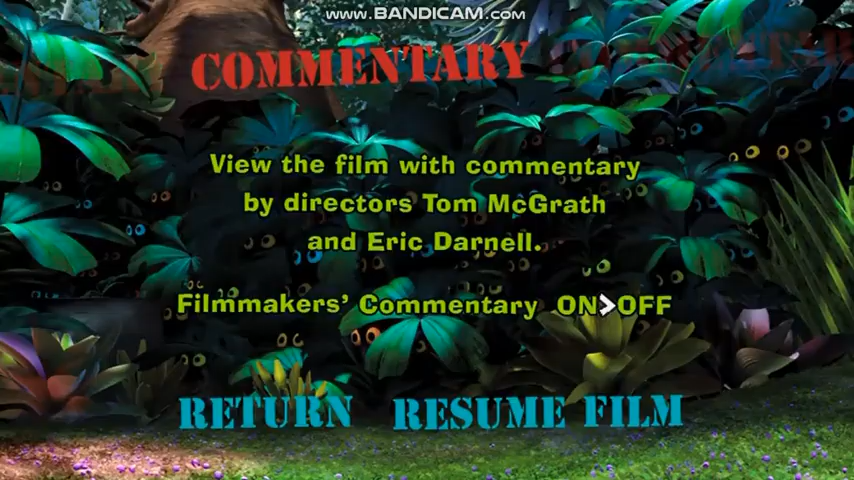 WWW.BANDICAM.COM
COMMENTARY
View the film with commentary
by directors Tom McGrath
and Eric Darnell.
Filmmakers' Commentary ON>OFF
RETURN RESUME FILM